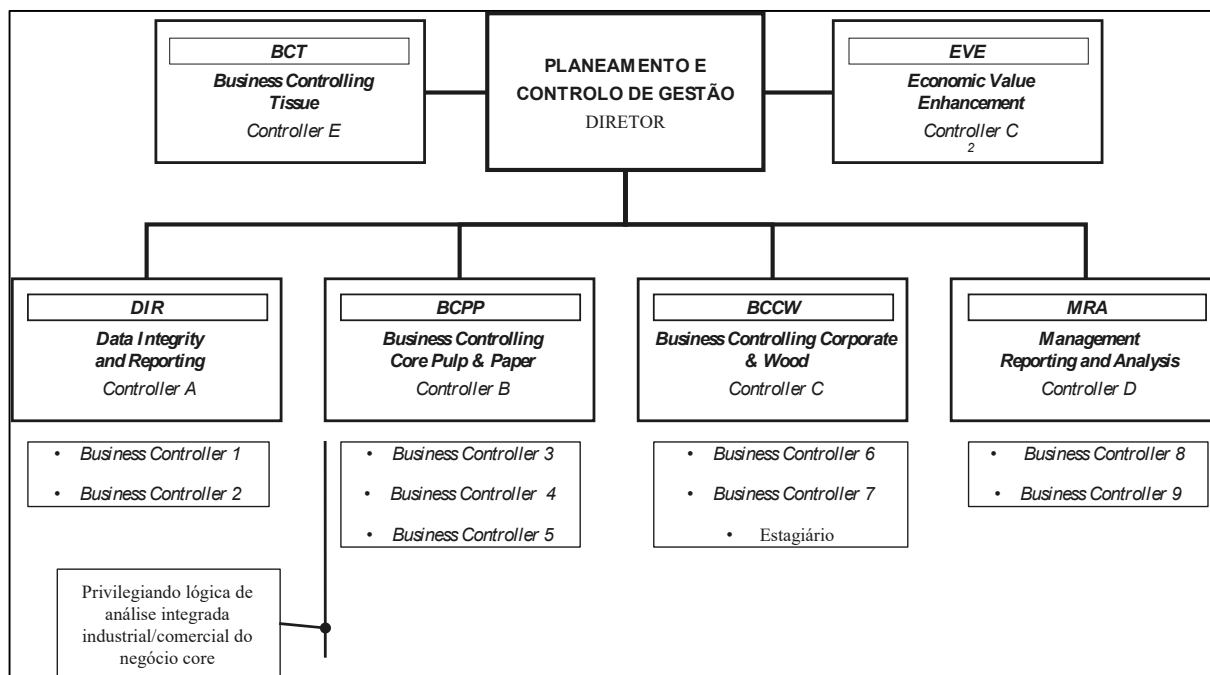 BCT
Business Controlling
Tissue
Controller E
PLANEAMENTO E
CONTROLO DE GESTÃO
DIRETOR
EVE
Economic Value
Enhancement
Controller C
2
DIR
Data Integrity
and Reporting
Controller A
BCPP
Business Controlling
Core Pulp & Paper
Controller B
BCCW
Business Controlling Corporate
& Wood
Controller C
MRA
Management
Reporting and Analysis
Controller D
• Business Controller 1
• Business Controller 2
• Business Controller 3
• Business Controller 4
• Business Controller 5
• Business Controller 6
• Business Controller 7
• Estagiário
• Business Controller 8
• Business Controller 9
Privilegiando lógica de
análise integrada
industrial/comercial do
negócio core